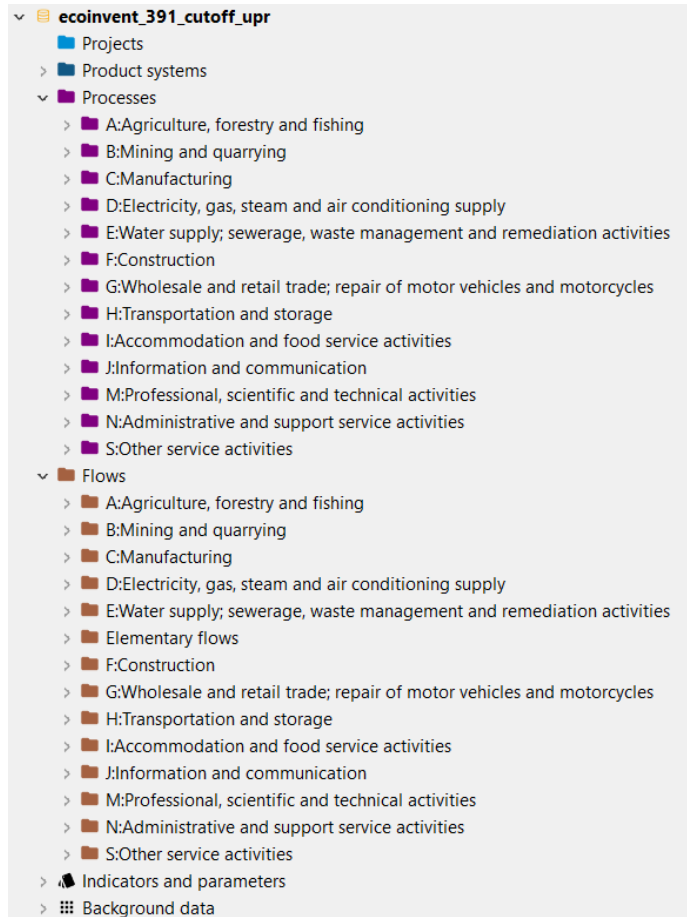 ecoinvent_391_cutoff_upr
Projects
Product systems
Processes
A:Agriculture, forestry and fishing
B:Mining and quarrying
C:Manufacturing
D:Electricity, gas, steam and air conditioning supply
E:Water supply; sewerage, waste management and remediation activities
F:Construction
G:Wholesale and retail trade; repair of motor vehicles and motorcycles
H:Transportation and storage
I:Accommodation and food service activities
J:Information and communication
M:Professional, scientific and technical activities
N:Administrative and support service activities
S:Other service activities
Flows
A:Agriculture, forestry and fishing
B:Mining and quarrying
C:Manufacturing
D:Electricity, gas, steam and air conditioning supply
E:Water supply; sewerage, waste management and remediation activities
Elementary flows
F:Construction
G:Wholesale and retail trade; repair of motor vehicles and motorcycles
H:Transportation and storage
I:Accommodation and food service activities
J:Information and communication
M:Professional, scientific and technical activities
N:Administrative and support service activities
S:Other service activities
Indicators and parameters
Background data